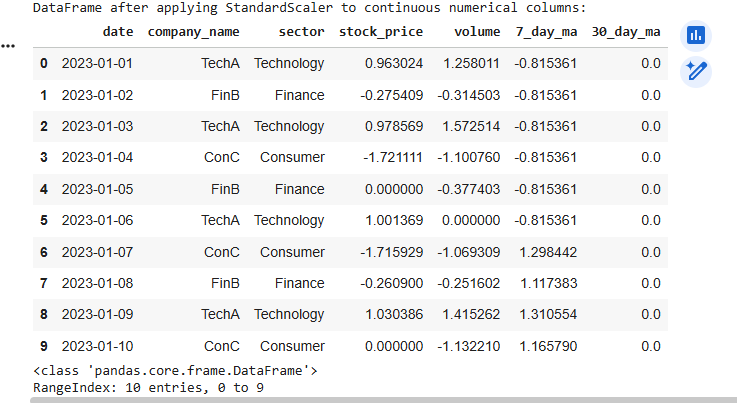 DataFrame after applying StandardScaler to continuous numerical columns:
date company_name sector stock_price volume 7_day_ma 30_day_ma
0 2023-01-01 TechA Technology 0.963024 1.258011 -0.815361 0.0
1 2023-01-02 FinB Finance -0.275409 -0.314503 -0.815361 0.0
2 2023-01-03 TechA Technology 0.978569 1.572514 -0.815361 0.0
3 2023-01-04 ConC Consumer -1.721111 -1.100760 -0.815361 0.0
4 2023-01-05 FinB Finance 0.000000 -0.377403 -0.815361 0.0
5 2023-01-06 TechA Technology 1.001369 0.000000 -0.815361 0.0
6 2023-01-07 ConC Consumer -1.715929 -1.069309 1.298442 0.0
7 2023-01-08 FinB Finance -0.260900 -0.251602 1.117383 0.0
8 2023-01-09 TechA Technology 1.030386 1.415262 1.310554 0.0
9 2023-01-10 ConC Consumer 0.000000 -1.132210 1.165790 0.0
<class 'pandas.core.frame.DataFrame'>
RangeIndex: 10 entries, 0 to 9